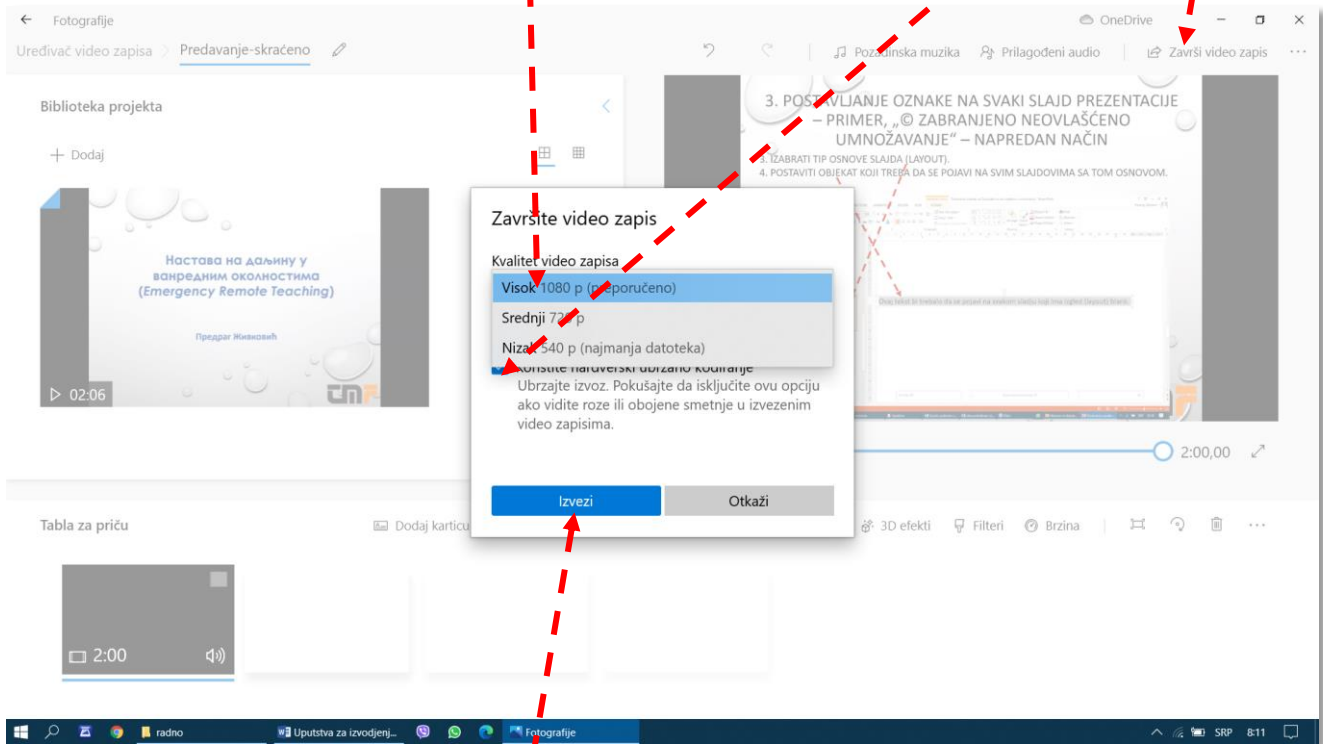 Fotografije
OneDrive
Uređivač video zapisa > Predavanje-skraćeno
Pozadinska muzika
Prilagođeni audio
Završi video zapis
Biblioteka projekta
Dodaj
Настава на даљину у
ванредним околностима
(Emergency Remote Teaching)
Предраг Живковић
02:06
3. POSTAVLJANJE OZNAKE NA SVAKI SLAJD PREZENTACIJE
– PRIMER, „© ZABRANJENO NEOVLAŠĆENO
UMNOŽAVANJE“ – NAPREDAN NAČIN
3. IZABRATI TIP OSNOVE SLAJDA (LAYOUT).
4. POSTAVITI OBJEKAT KOJI TREBA DA SE POJAVI NA SVIM SLAJDOVIMA SA TOM OSNOVOM.
Završite video zapis
Kvalitet video zapisa
Visok 1080 p (preporučeno)
Srednji 720 p
Nizak 540 p (najmanja datoteka)
Koristite hardverski ubrzano kodiranje
Ubrzajte izvoz. Pokušajte da isključite ovu opciju
ako vidite roze ili obojene smetnje u izvezenim
video zapisima.
Izvezi
Otkaži
2:00,00
Tabla za priču
Dodaj karticu
3D efekti
Filteri
Brzina
2:00
radno
Uputstva za izvodjenj...
Fotografije
SRP
8:11